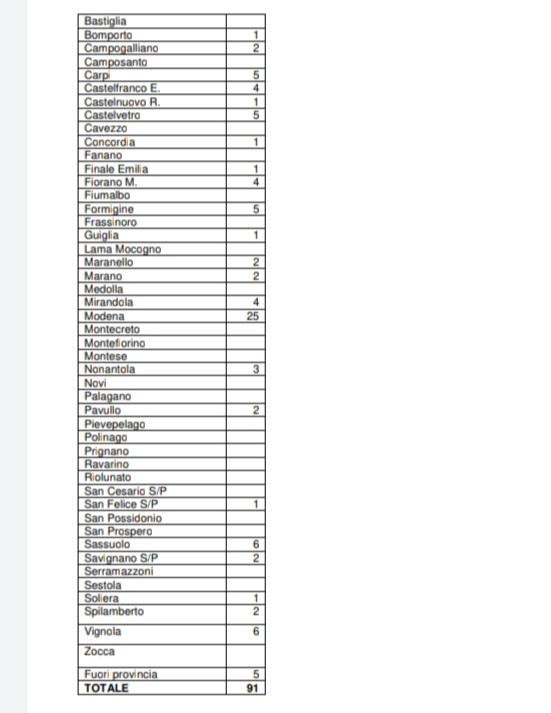 Bastiglia
Bomporto 1
Campogalliano 2
Camposanto
Carpi 5
Castelfranco E. 4
Castelnuovo R. 1
Castelvetro 5
Cavezzo
Concordia 1
Fanano
Finale Emilia 1
Fiorano M. 4
Fiumalbo
Formigine 5
Frassinoro
Guiglia 1
Lama Mocogno
Maranello 2
Marano 2
Medolla
Mirandola 4
Modena 25
Montecreto
Montefiorino
Montese
Nonantola 3
Novi
Palagano
Pavullo 2
Pievepelago
Polinago
Prignano
Ravarino
Riolunato
San Cesario S/P
San Felice S/P 1
San Possidonio
San Prospero
Sassuolo 6
Savignano S/P 2
Serramazzoni
Sestola
Soliera 1
Spilamberto 2
Vignola 6
Zocca
Fuori provincia 5
TOTALE 91